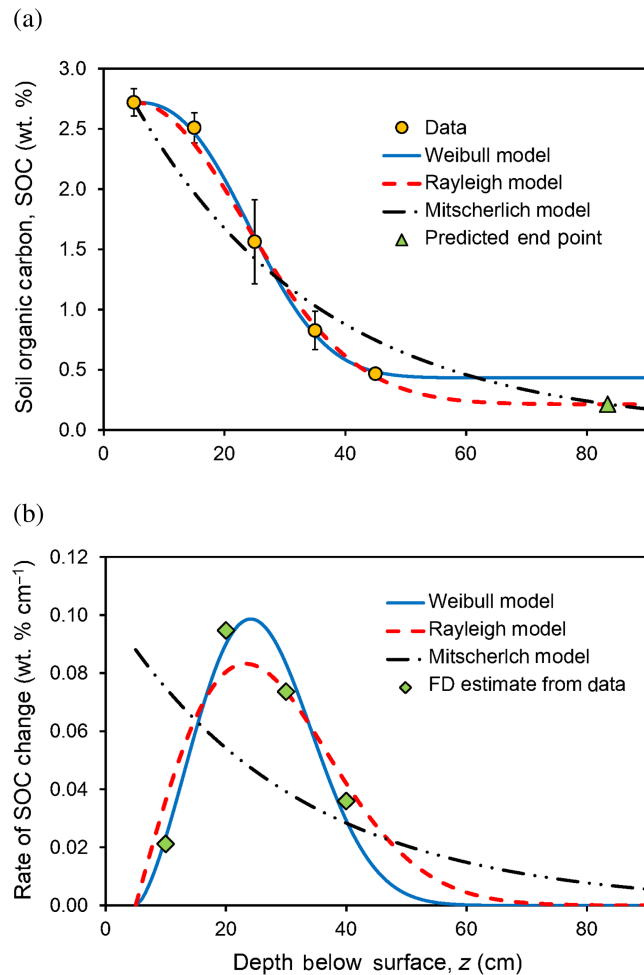 (a)
Soil organic carbon, SOC (wt. %)
3.0
2.5
2.0
1.5
1.0
0.5
0.0
Data
Weibull model
Rayleigh model
Mitscherlich model
Predicted end point
0 20 40 60 80
(b)
Rate of SOC change (wt. % cm⁻¹)
0.12
0.10
0.08
0.06
0.04
0.02
0.00
Weibull model
Rayleigh model
Mitscherlch model
FD estimate from data
0 20 40 60 80
Depth below surface, z (cm)